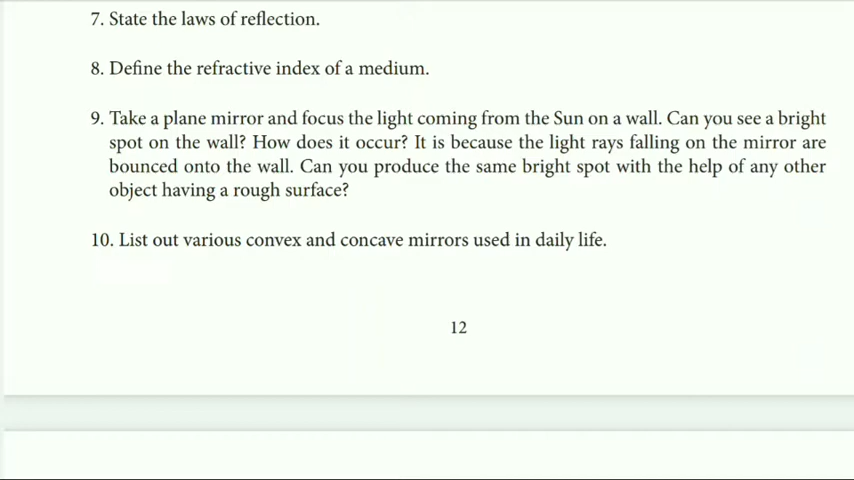 7. State the laws of reflection.
8. Define the refractive index of a medium.
9. Take a plane mirror and focus the light coming from the Sun on a wall. Can you see a bright
spot on the wall? How does it occur? It is because the light rays falling on the mirror are
bounced onto the wall. Can you produce the same bright spot with the help of any other
object having a rough surface?
10. List out various convex and concave mirrors used in daily life.
12